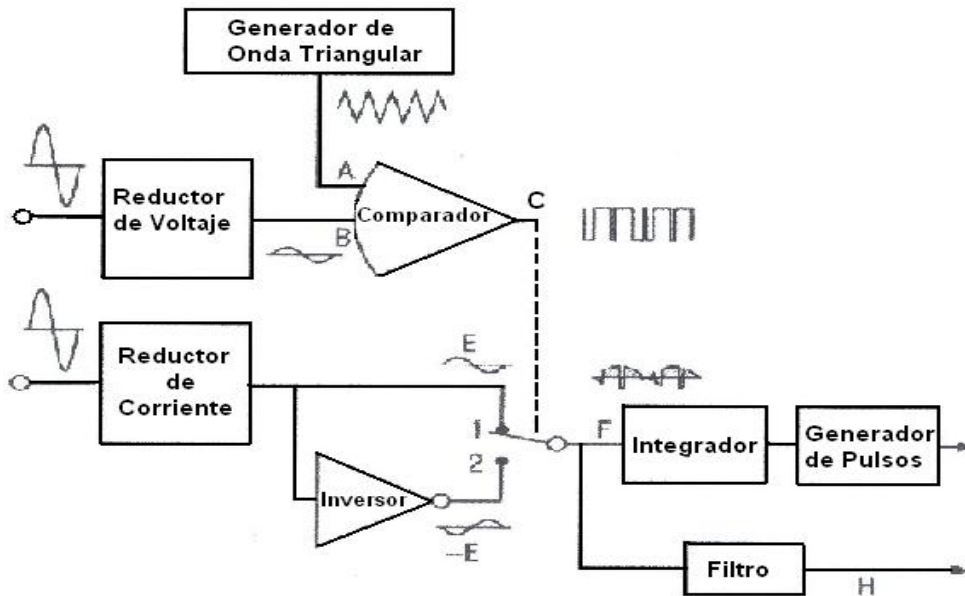 Generador de
Onda Triangular
A
C
Reductor
de Voltaje
Comparador
B
E
Reductor
de
Corriente
1
F
Integrador
Generador
de Pulsos
2
Inversor
—E
Filtro
H